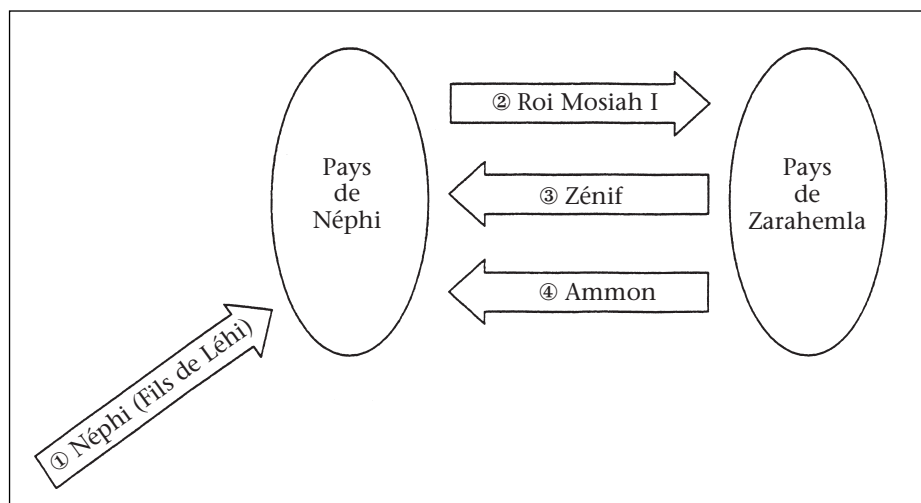 ② Roi Mosiah I
Pays
de
Néphi
③ Zénif
Pays
de
Zarahemla
④ Ammon
① Néphi (Fils de Léhi)